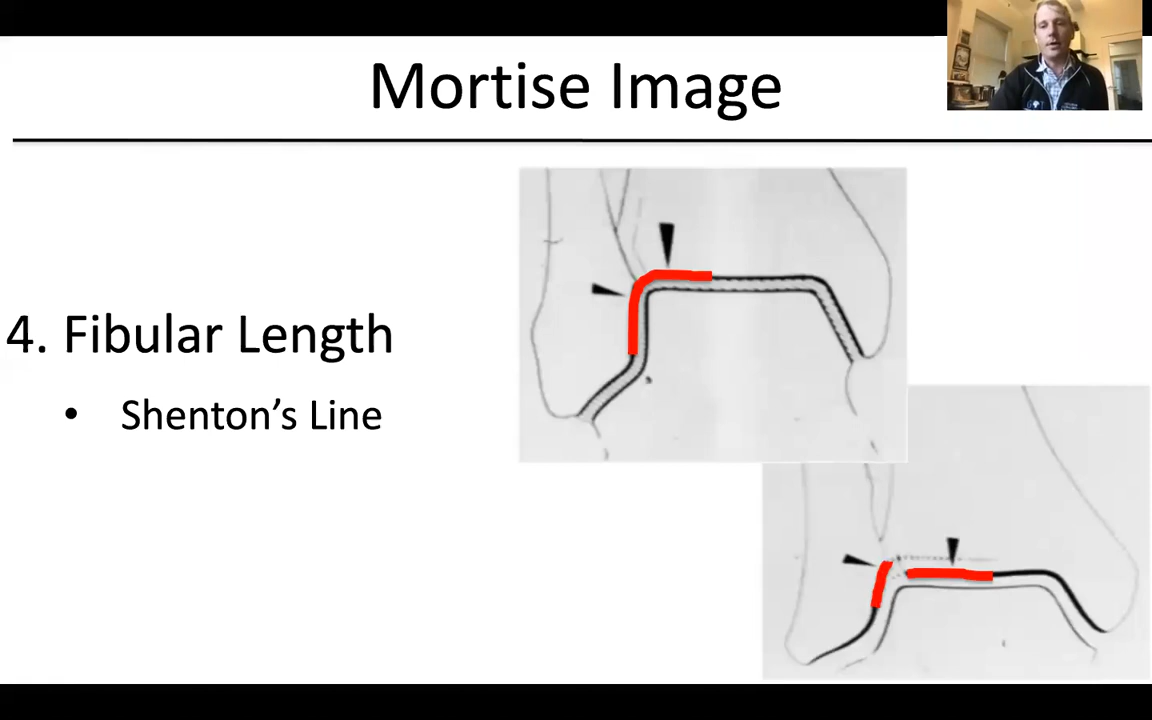 Mortise Image
4. Fibular Length
• Shenton’s Line